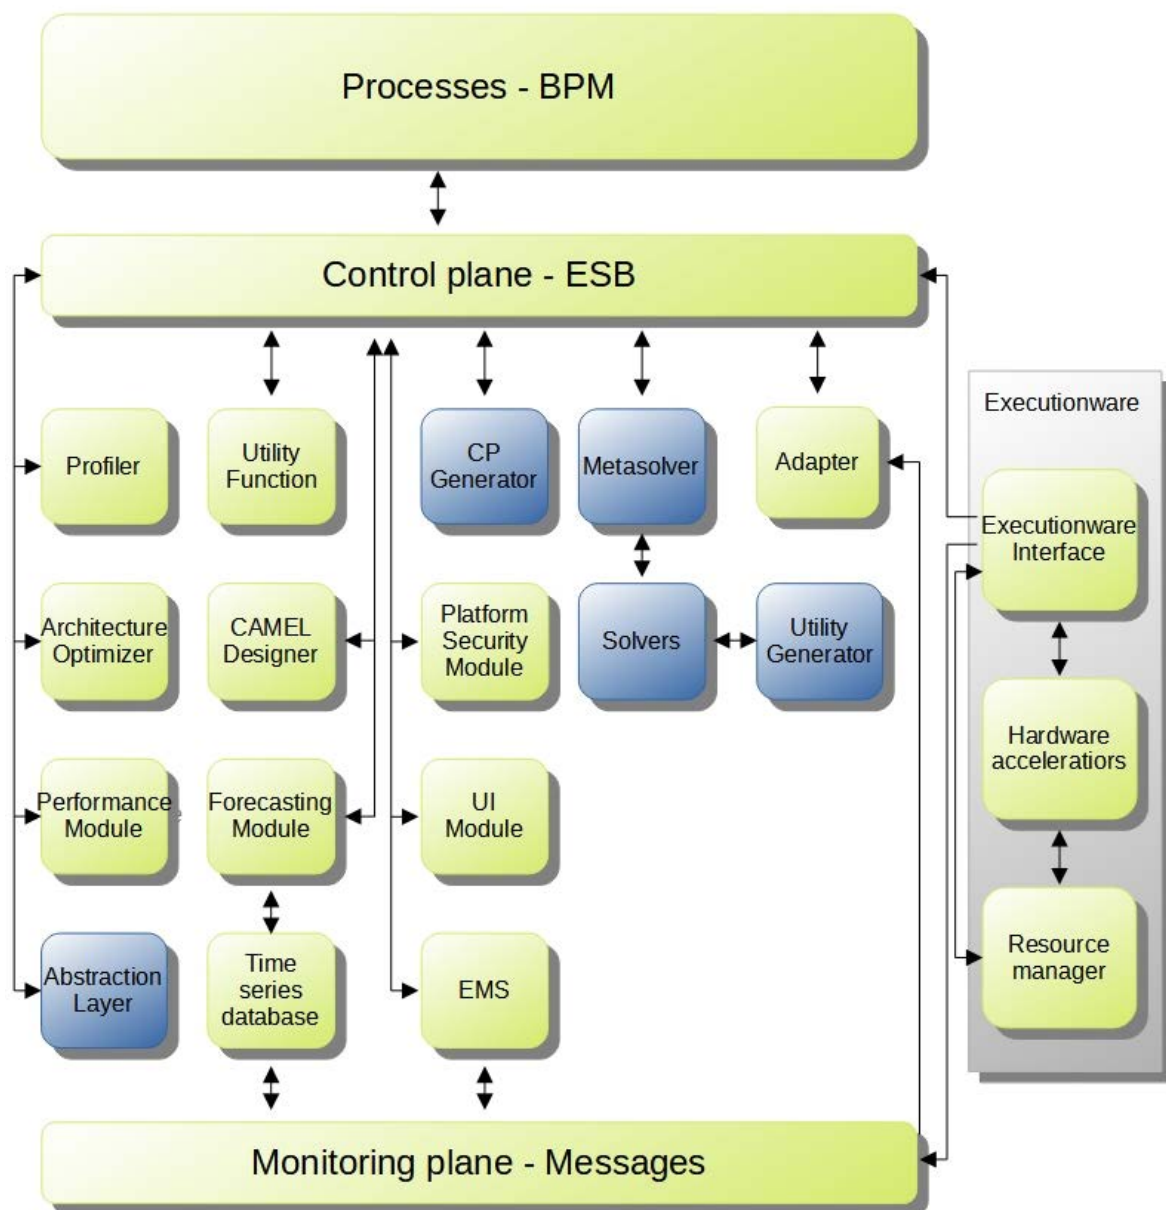 Processes - BPM
Control plane - ESB
Executionware
Profiler
Utility
Function
CP
Generator
Metasolver
Adapter
Executionware
Interface
Architecture
Optimizer
CAMEL
Designer
Platform
Security
Module
Solvers
Utility
Generator
Hardware
acceleratiors
Performance
Module
Forecasting
Module
UI
Module
Abstraction
Layer
Time
series
database
EMS
Resource
manager
Monitoring plane - Messages